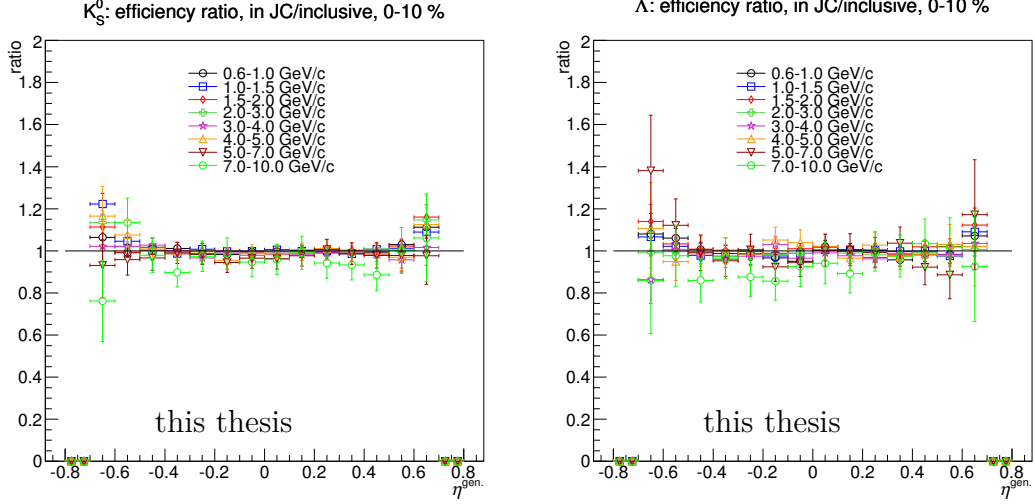 K⁰_S: efficiency ratio, in JC/inclusive, 0-10 %
ratio
2
1.8
1.6
1.4
1.2
1
0.8
0.6
0.4
0.2
0
0.6-1.0 GeV/c
1.0-1.5 GeV/c
1.5-2.0 GeV/c
2.0-3.0 GeV/c
3.0-4.0 GeV/c
4.0-5.0 GeV/c
5.0-7.0 GeV/c
7.0-10.0 GeV/c
this thesis
-0.8 -0.6 -0.4 -0.2 0 0.2 0.4 0.6 0.8
η^gen.
Λ: efficiency ratio, in JC/inclusive, 0-10 %
ratio
2
1.8
1.6
1.4
1.2
1
0.8
0.6
0.4
0.2
0
0.6-1.0 GeV/c
1.0-1.5 GeV/c
1.5-2.0 GeV/c
2.0-3.0 GeV/c
3.0-4.0 GeV/c
4.0-5.0 GeV/c
5.0-7.0 GeV/c
7.0-10.0 GeV/c
this thesis
-0.8 -0.6 -0.4 -0.2 0 0.2 0.4 0.6 0.8
η^gen.